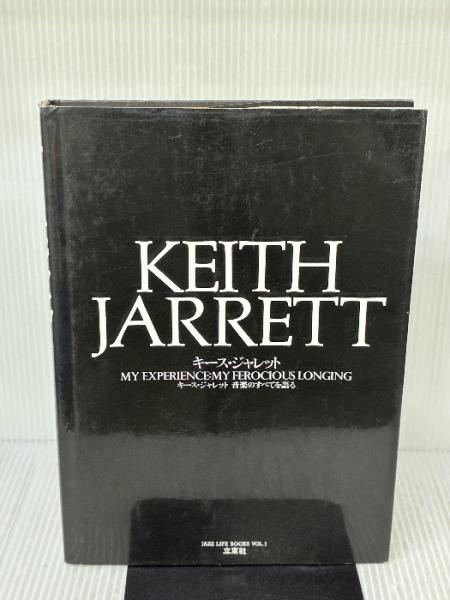 KEITH
JARRETT
キース・ジャレット
MY EXPERIENCE:MY FEROCIOUS LONGING
キース・ジャレット 音楽のすべてを語る
JAZZ LIFE BOOKS VOL.1
立東社